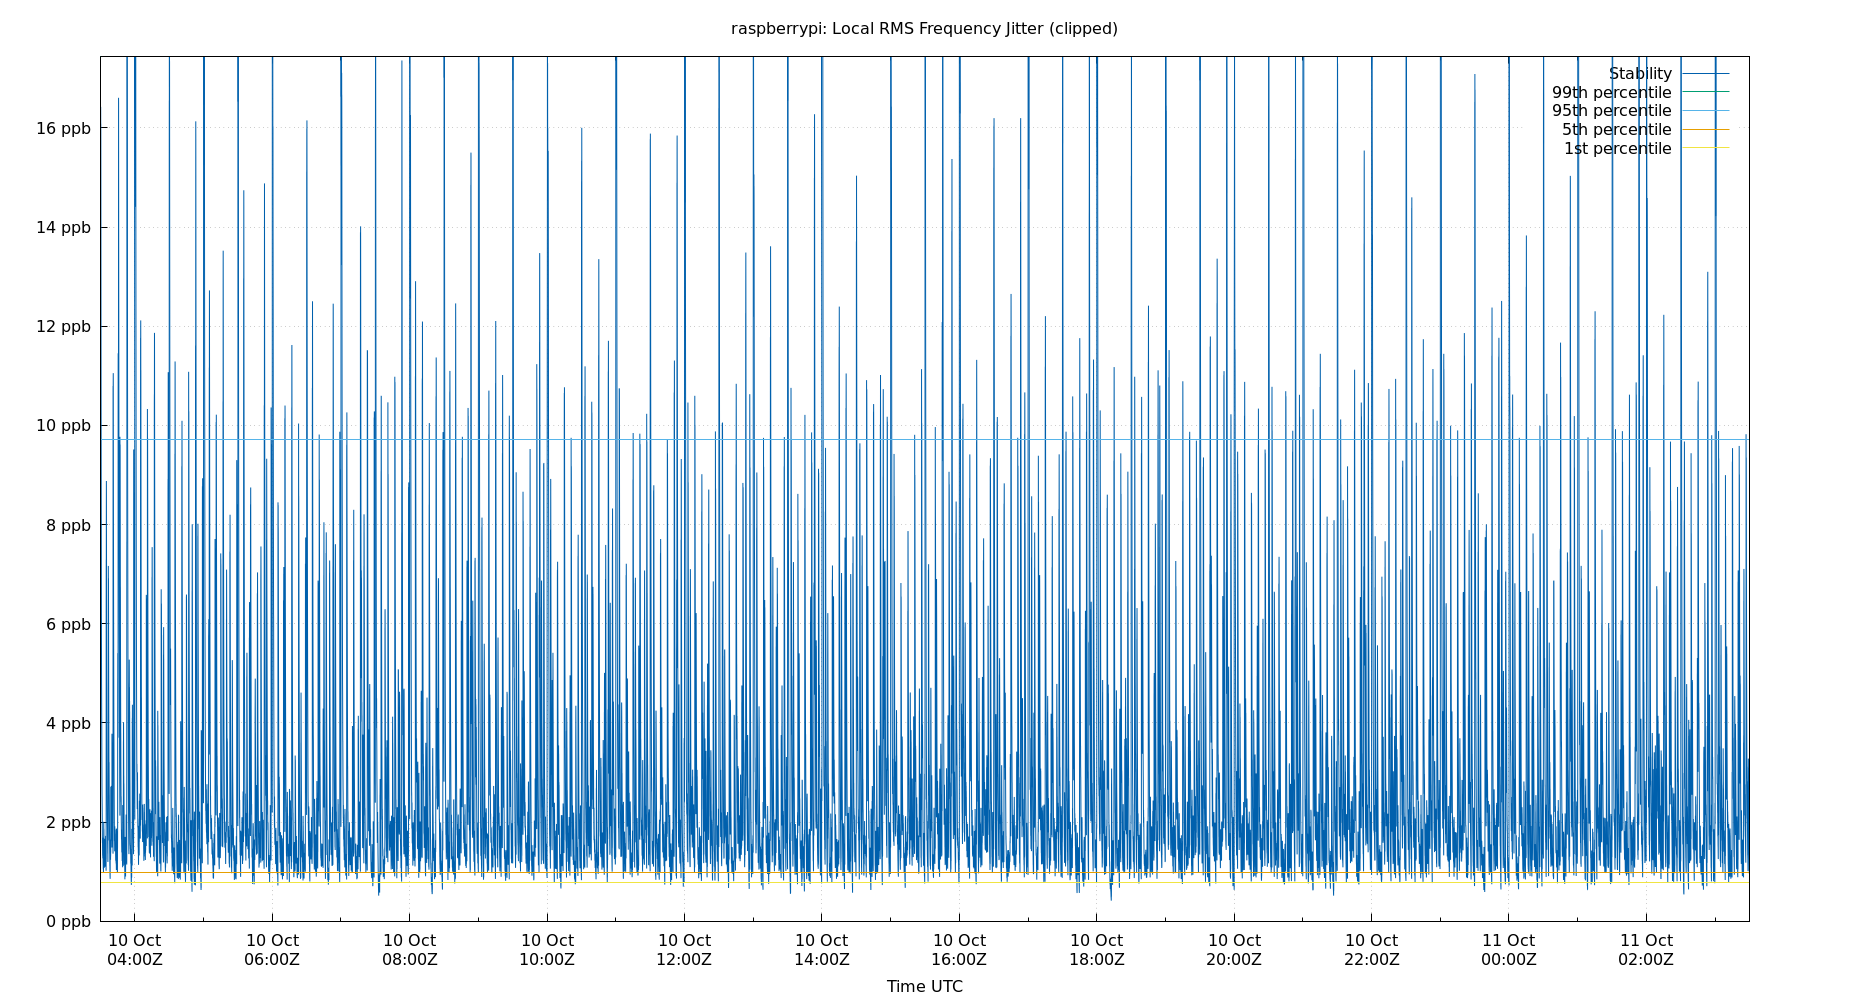 raspberrypi: Local RMS Frequency Jitter (clipped)
Stability
99th percentile
95th percentile
5th percentile
1st percentile
16 ppb
14 ppb
12 ppb
10 ppb
8 ppb
6 ppb
4 ppb
2 ppb
0 ppb
10 Oct 10 Oct 10 Oct 10 Oct 10 Oct 10 Oct 10 Oct 10 Oct 10 Oct 10 Oct 11 Oct 11 Oct
04:00Z 06:00Z 08:00Z 10:00Z 12:00Z 14:00Z 16:00Z 18:00Z 20:00Z 22:00Z 00:00Z 02:00Z
Time UTC